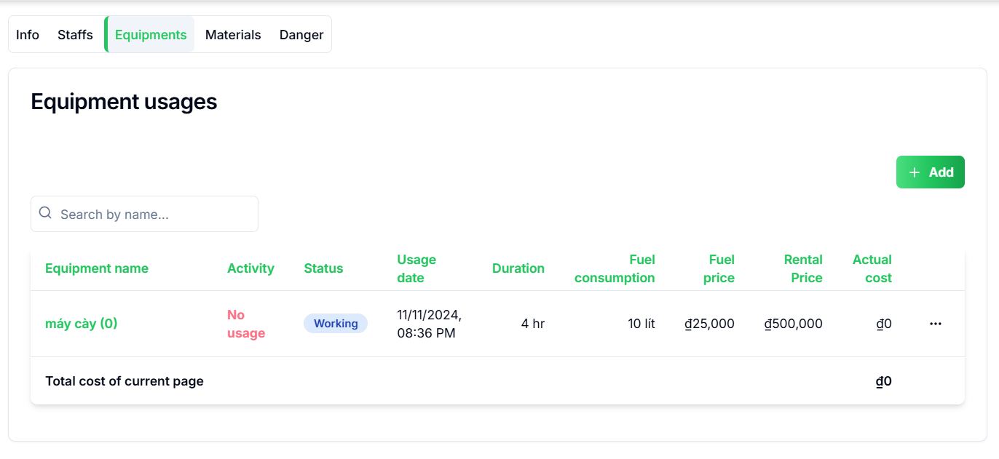 Info Staffs Equipments Materials Danger
Equipment usages
+ Add
Search by name...
Equipment name Activity Status Usage date Duration Fuel consumption Fuel price Rental Price Actual cost
máy cày (0) No usage Working 11/11/2024, 08:36 PM 4 hr 10 lít ₫25,000 ₫500,000 ₫0 ...
Total cost of current page ₫0